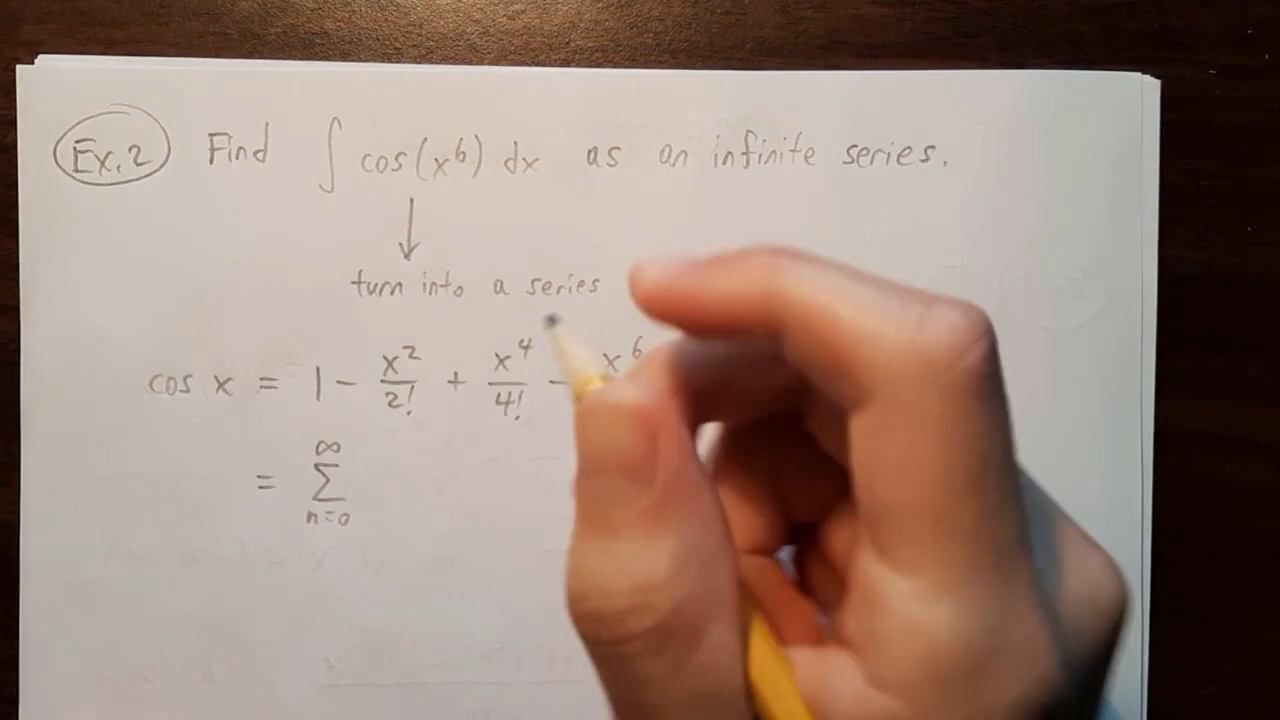 Ex. 2 Find ∫ cos(x⁶) dx as an infinite series.
↓
turn into a series
cos x = 1 - x²/2! + x⁴/4! - x⁶
= ∞ Σ n=0